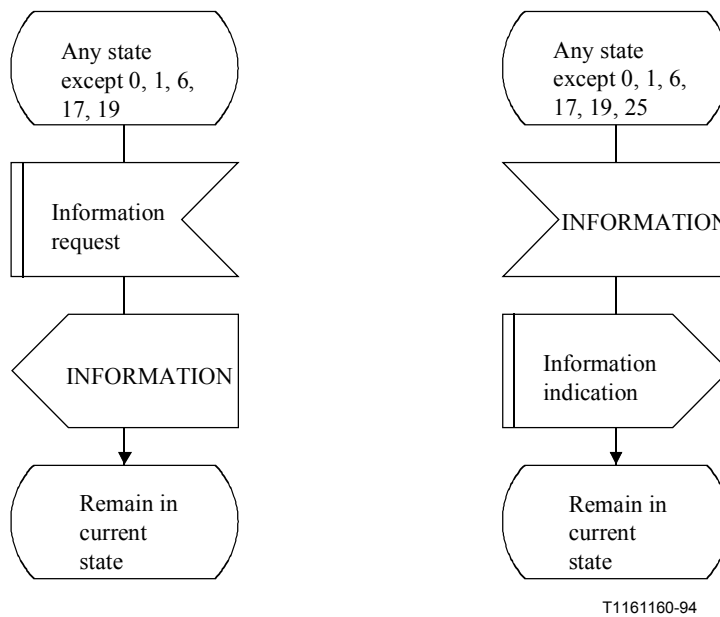 Any state
except 0, 1, 6,
17, 19
Information
request
INFORMATION
Remain in
current
state
Any state
except 0, 1, 6,
17, 19, 25
INFORMATION
Information
indication
Remain in
current
state
T1161160-94